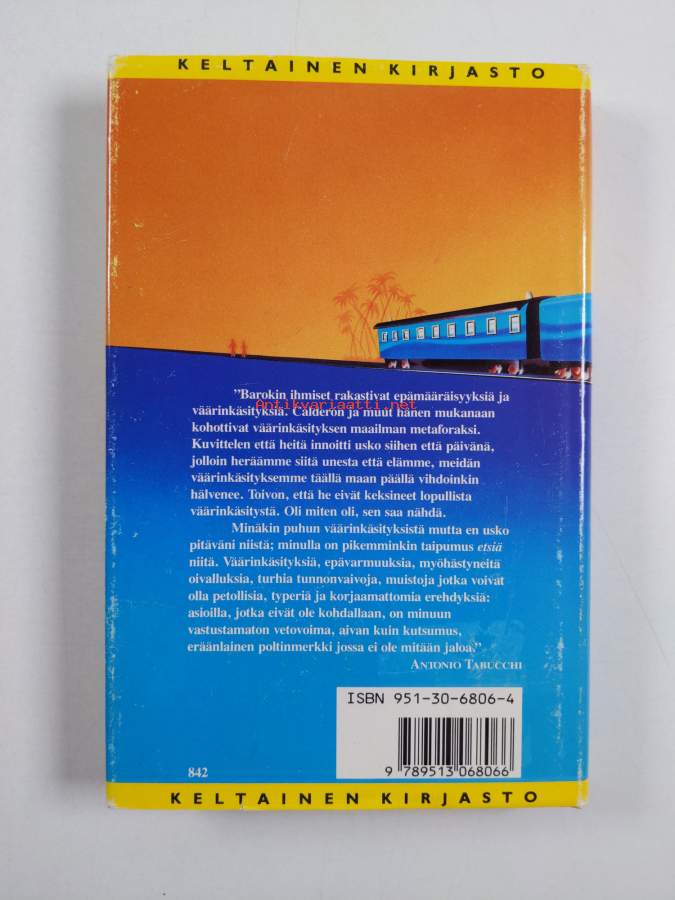 KELTAINEN KIRJASTO
”Barokin ihmiset rakastivat epämääräisyyksiä ja
Antikvariaatti.net
väärinkäsityksiä. Calderón ja muut hänen mukanaan
kohottivat väärinkäsityksen maailman metaforaksi.
Kuvittelen että heitä innoitti usko siihen että päivänä,
jolloin heräämme siitä unesta että elämme, meidän
väärinkäsityksemme täällä maan päällä vihdoinkin
hälvenee. Toivon, että he eivät keksineet lopullista
väärinkäsitystä. Oli miten oli, sen saa nähdä.
Minäkin puhun väärinkäsityksistä mutta en usko
pitäväni niistä; minulla on pikemminkin taipumus etsiä
niitä. Väärinkäsityksiä, epävarmuuksia, myöhästyneitä
oivalluksia, turhia tunnonvaivoja, muistoja jotka voivat
olla petollisia, typeriä ja korjaamattomia erehdyksiä:
asioilla, jotka eivät ole kohdallaan, on minuun
vastustamaton vetovoima, aivan kuin kutsumus,
eräänlainen poltinmerkki jossa ei ole mitään jaloa.”
ANTONIO TABUCCHI
ISBN 951-30-6806-4
9 789513 068066
842
KELTAINEN KIRJASTO